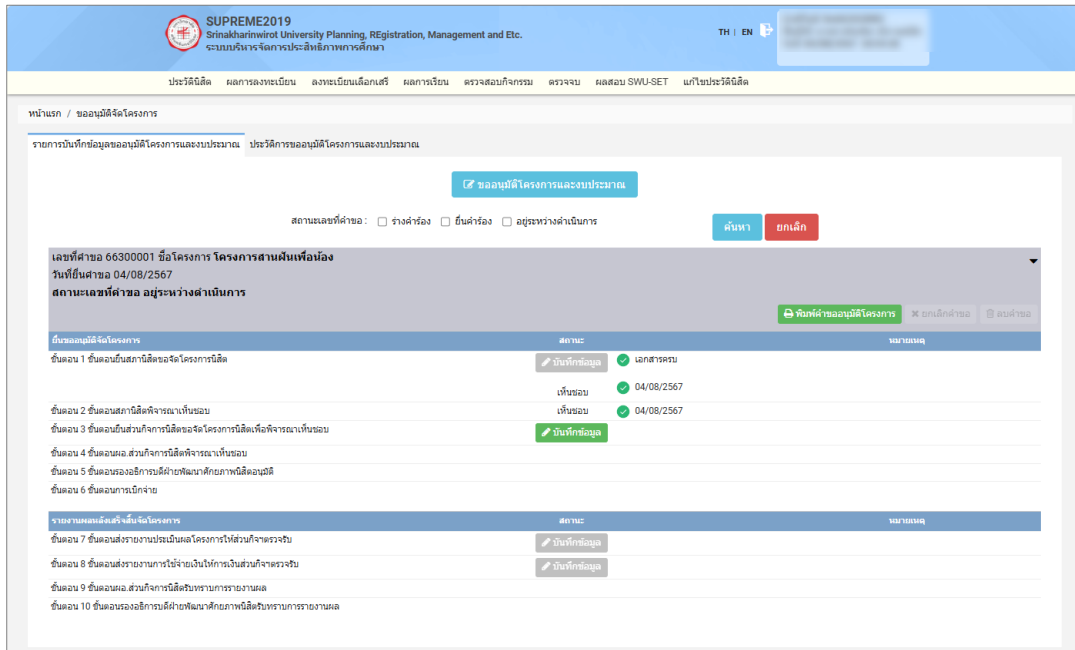 SUPREME2019
Srinakharinwirot University Planning, REgistration, Management and Etc.
ระบบบริหารจัดการประสิทธิภาพการศึกษา
TH | EN
ประวัตินิสิต ผลการลงทะเบียน ลงทะเบียนเลือกเสรี ผลการเรียน ตรวจสอบกิจกรรม ตรวจจบ ผลสอบ SWU-SET แก้ไขประวัตินิสิต
หน้าแรก / ขออนุมัติจัดโครงการ
รายการบันทึกข้อมูลขออนุมัติโครงการและงบประมาณ ประวัติการขออนุมัติโครงการและงบประมาณ
ขออนุมัติโครงการและงบประมาณ
สถานะเลขที่คำขอ : ร่างคำร้อง ยื่นคำร้อง อยู่ระหว่างดำเนินการ ค้นหา ยกเลิก
เลขที่คำขอ 66300001 ชื่อโครงการ โครงการสานฝันเพื่อน้อง
วันที่ยื่นคำขอ 04/08/2567
สถานะเลขที่คำขอ อยู่ระหว่างดำเนินการ
พิมพ์คำขออนุมัติโครงการ ยกเลิกคำขอ ลบคำขอ
ยื่นขออนุมัติจัดโครงการ สถานะ หมายเหตุ
ขั้นตอน 1 ขั้นตอนยื่นสภานิสิตขอจัดโครงการนิสิต บันทึกข้อมูล เอกสารครบ
เห็นชอบ 04/08/2567
ขั้นตอน 2 ขั้นตอนสภานิสิตพิจารณาเห็นชอบ เห็นชอบ 04/08/2567
ขั้นตอน 3 ขั้นตอนยื่นส่วนกิจการนิสิตขอจัดโครงการนิสิตเพื่อพิจารณาเห็นชอบ บันทึกข้อมูล
ขั้นตอน 4 ขั้นตอนผอ.ส่วนกิจการนิสิตพิจารณาเห็นชอบ
ขั้นตอน 5 ขั้นตอนรองอธิการบดีฝ่ายพัฒนาศักยภาพนิสิตอนุมัติ
ขั้นตอน 6 ขั้นตอนการเบิกจ่าย
รายงานผลหลังเสร็จสิ้นจัดโครงการ สถานะ หมายเหตุ
ขั้นตอน 7 ขั้นตอนส่งรายงานประเมินผลโครงการให้ส่วนกิจฯตรวจรับ บันทึกข้อมูล
ขั้นตอน 8 ขั้นตอนส่งรายงานการใช้จ่ายเงินให้การเงินส่วนกิจฯตรวจรับ บันทึกข้อมูล
ขั้นตอน 9 ขั้นตอนผอ.ส่วนกิจการนิสิตรับทราบการรายงานผล
ขั้นตอน 10 ขั้นตอนรองอธิการบดีฝ่ายพัฒนาศักยภาพนิสิตรับทราบการรายงานผล